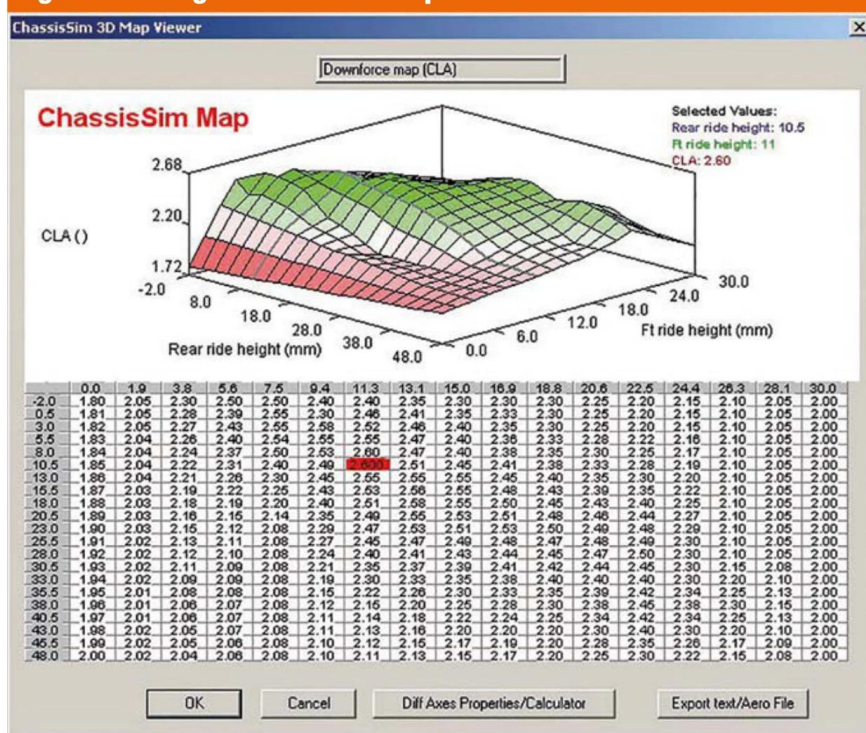 ChassisSim 3D Map Viewer
Downforce map (CLA)
ChassisSim Map
Selected Values:
Rear ride height: 10.5
Ft ride height: 11
CLA: 2.60
2.68
2.20
1.72
CLA ()
-2.0 8.0 18.0 28.0 38.0 48.0
Rear ride height (mm)
0.0 6.0 12.0 18.0 24.0 30.0
Ft ride height (mm)
0.0 1.9 3.8 5.6 7.5 9.4 11.3 13.1 15.0 16.9 18.8 20.6 22.5 24.4 26.3 28.1 30.0
-2.0 1.80 2.05 2.30 2.50 2.50 2.40 2.40 2.35 2.30 2.30 2.30 2.25 2.20 2.15 2.10 2.05 2.00
0.5 1.81 2.05 2.28 2.39 2.55 2.30 2.46 2.41 2.35 2.33 2.30 2.25 2.20 2.15 2.10 2.05 2.00
3.0 1.82 2.05 2.27 2.43 2.55 2.58 2.52 2.46 2.40 2.35 2.30 2.25 2.20 2.15 2.10 2.05 2.00
5.5 1.83 2.04 2.26 2.40 2.54 2.55 2.55 2.47 2.40 2.36 2.33 2.28 2.22 2.16 2.10 2.05 2.00
8.0 1.84 2.04 2.24 2.37 2.50 2.53 2.60 2.47 2.40 2.38 2.35 2.30 2.25 2.17 2.10 2.05 2.00
10.5 1.85 2.04 2.22 2.31 2.40 2.49 2.600 2.51 2.45 2.41 2.38 2.33 2.28 2.19 2.10 2.05 2.00
13.0 1.86 2.04 2.21 2.26 2.30 2.45 2.55 2.55 2.55 2.45 2.40 2.35 2.30 2.20 2.10 2.05 2.00
15.5 1.87 2.03 2.19 2.22 2.25 2.43 2.53 2.56 2.55 2.48 2.43 2.39 2.35 2.22 2.10 2.05 2.00
18.0 1.88 2.03 2.18 2.19 2.20 2.40 2.51 2.58 2.55 2.50 2.45 2.43 2.40 2.25 2.10 2.05 2.00
20.5 1.89 2.03 2.16 2.15 2.14 2.35 2.49 2.55 2.53 2.51 2.48 2.46 2.44 2.27 2.10 2.05 2.00
23.0 1.90 2.03 2.15 2.12 2.08 2.29 2.47 2.53 2.51 2.53 2.50 2.49 2.48 2.29 2.10 2.05 2.00
25.5 1.91 2.02 2.13 2.11 2.08 2.27 2.45 2.47 2.49 2.48 2.47 2.48 2.49 2.30 2.10 2.05 2.00
28.0 1.92 2.02 2.12 2.10 2.08 2.24 2.40 2.41 2.43 2.44 2.45 2.47 2.50 2.30 2.10 2.05 2.00
30.5 1.93 2.02 2.11 2.09 2.08 2.21 2.35 2.37 2.39 2.41 2.42 2.44 2.45 2.30 2.15 2.08 2.00
33.0 1.94 2.02 2.09 2.09 2.08 2.19 2.30 2.33 2.35 2.38 2.40 2.40 2.40 2.30 2.20 2.10 2.00
35.5 1.95 2.01 2.08 2.08 2.08 2.15 2.22 2.26 2.30 2.33 2.35 2.39 2.42 2.34 2.25 2.13 2.00
38.0 1.96 2.01 2.06 2.07 2.08 2.12 2.15 2.20 2.25 2.28 2.30 2.38 2.45 2.38 2.30 2.15 2.00
40.5 1.97 2.01 2.06 2.07 2.08 2.11 2.14 2.18 2.22 2.24 2.25 2.34 2.42 2.34 2.25 2.13 2.00
43.0 1.98 2.02 2.05 2.07 2.08 2.11 2.13 2.16 2.20 2.20 2.20 2.30 2.40 2.30 2.20 2.10 2.00
45.5 1.99 2.02 2.05 2.06 2.08 2.10 2.12 2.15 2.17 2.19 2.20 2.28 2.35 2.26 2.17 2.09 2.00
48.0 2.00 2.02 2.04 2.06 2.08 2.10 2.11 2.13 2.15 2.17 2.20 2.25 2.30 2.22 2.15 2.08 2.00
OK Cancel Diff Axes Properties/Calculator Export text/Aero File